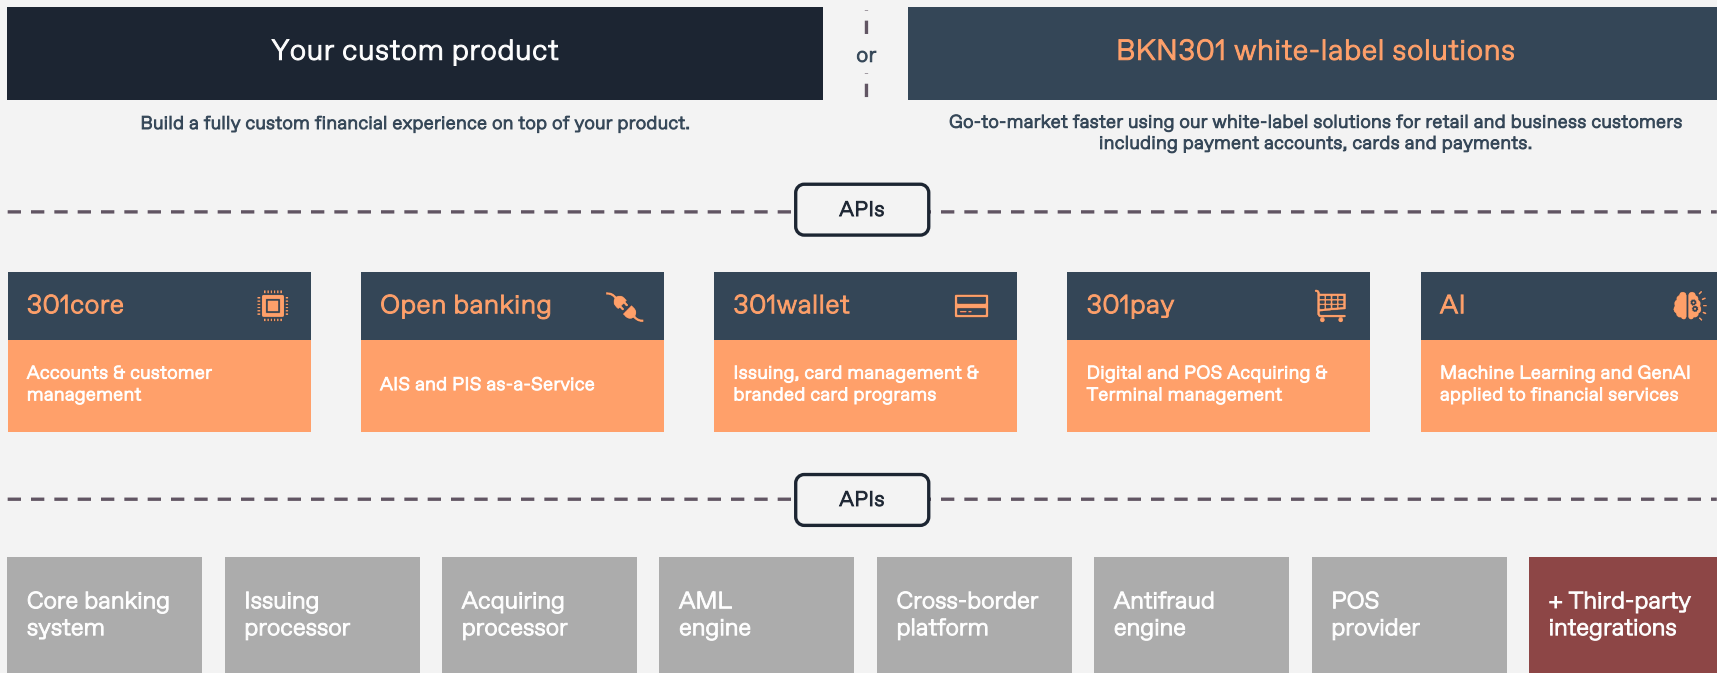 Your custom product
or
BKN301 white-label solutions
Build a fully custom financial experience on top of your product.
Go-to-market faster using our white-label solutions for retail and business customers
including payment accounts, cards and payments.
APIs
301core
Accounts & customer
management
Open banking
AIS and PIS as-a-Service
301wallet
Issuing, card management &
branded card programs
301pay
Digital and POS Acquiring &
Terminal management
AI
Machine Learning and GenAI
applied to financial services
APIs
Core banking
system
Issuing
processor
Acquiring
processor
AML
engine
Cross-border
platform
Antifraud
engine
POS
provider
+ Third-party
integrations